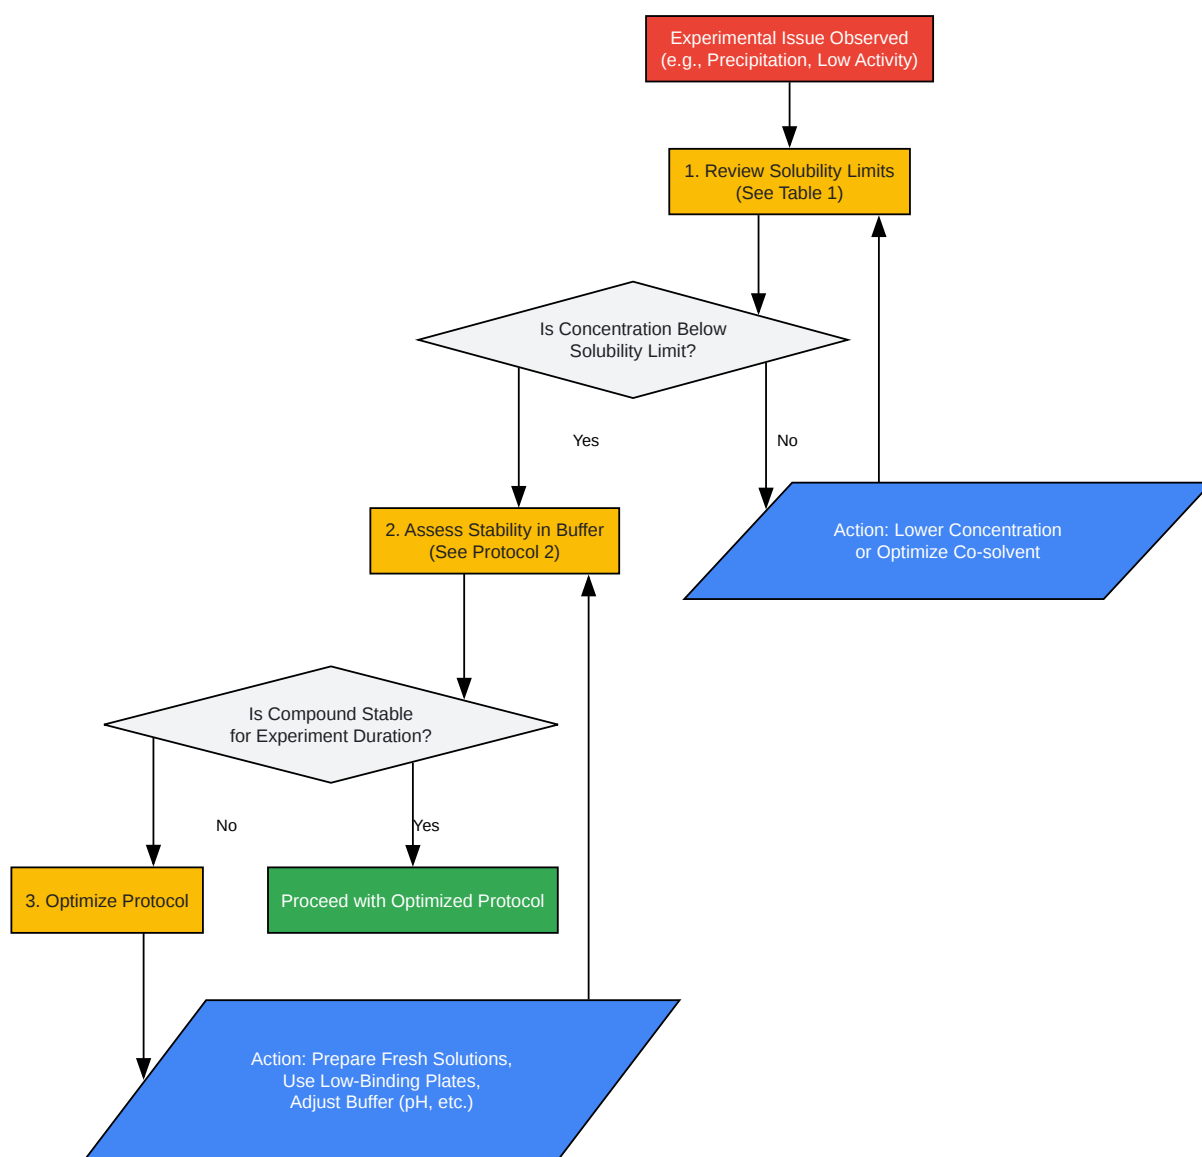 Experimental Issue Observed
(e.g., Precipitation, Low Activity)
1. Review Solubility Limits
(See Table 1)
Is Concentration Below
Solubility Limit?
Yes
No
2. Assess Stability in Buffer
(See Protocol 2)
Action: Lower Concentration
or Optimize Co-solvent
Is Compound Stable
for Experiment Duration?
No
Yes
3. Optimize Protocol
Proceed with Optimized Protocol
Action: Prepare Fresh Solutions,
Use Low-Binding Plates,
Adjust Buffer (pH, etc.)